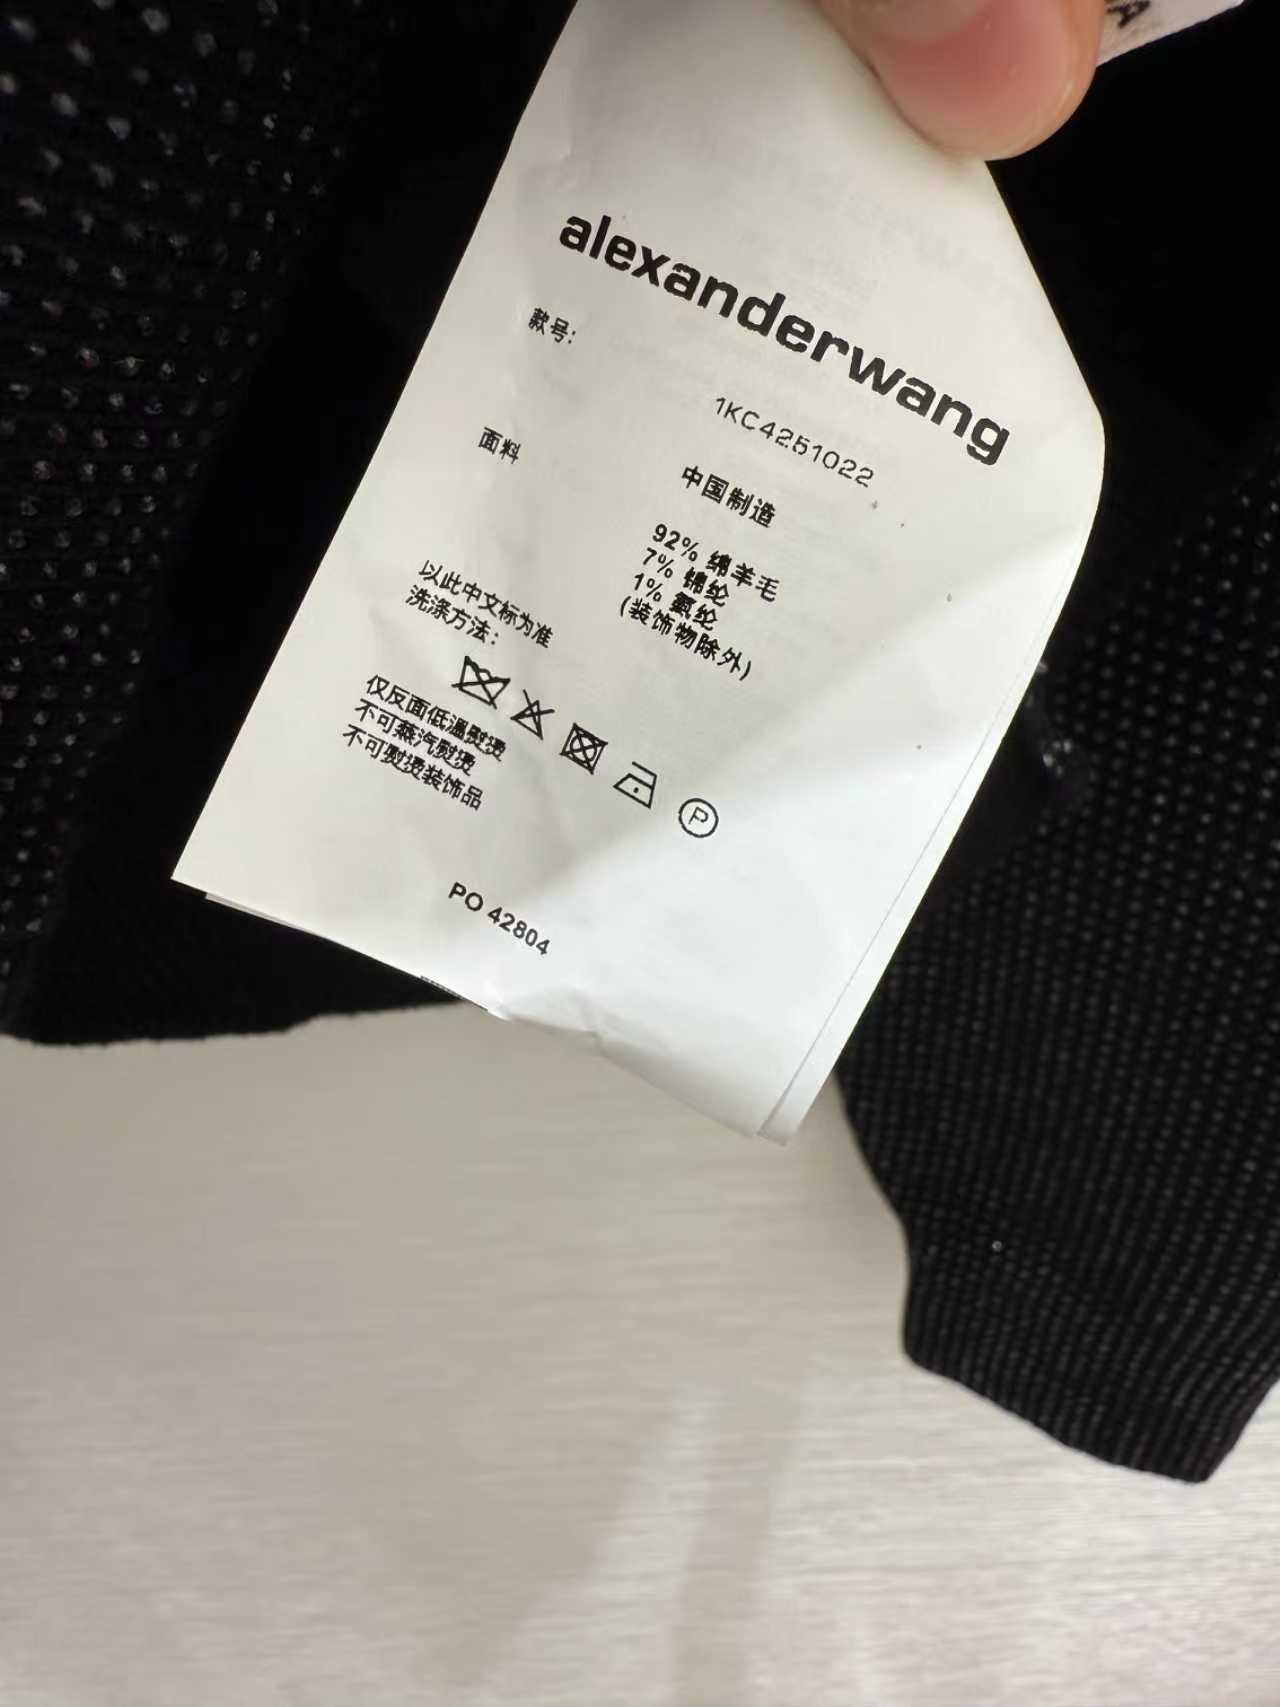 A
alexanderwang
款号：
1KC4251022
面料
中国制造
92% 绵羊毛
7% 锦纶
1% 氨纶
(装饰物除外)
以此中文标为准
洗涤方法：
P
仅反面低温熨烫
不可蒸汽熨烫
不可熨烫装饰品
PO 42804